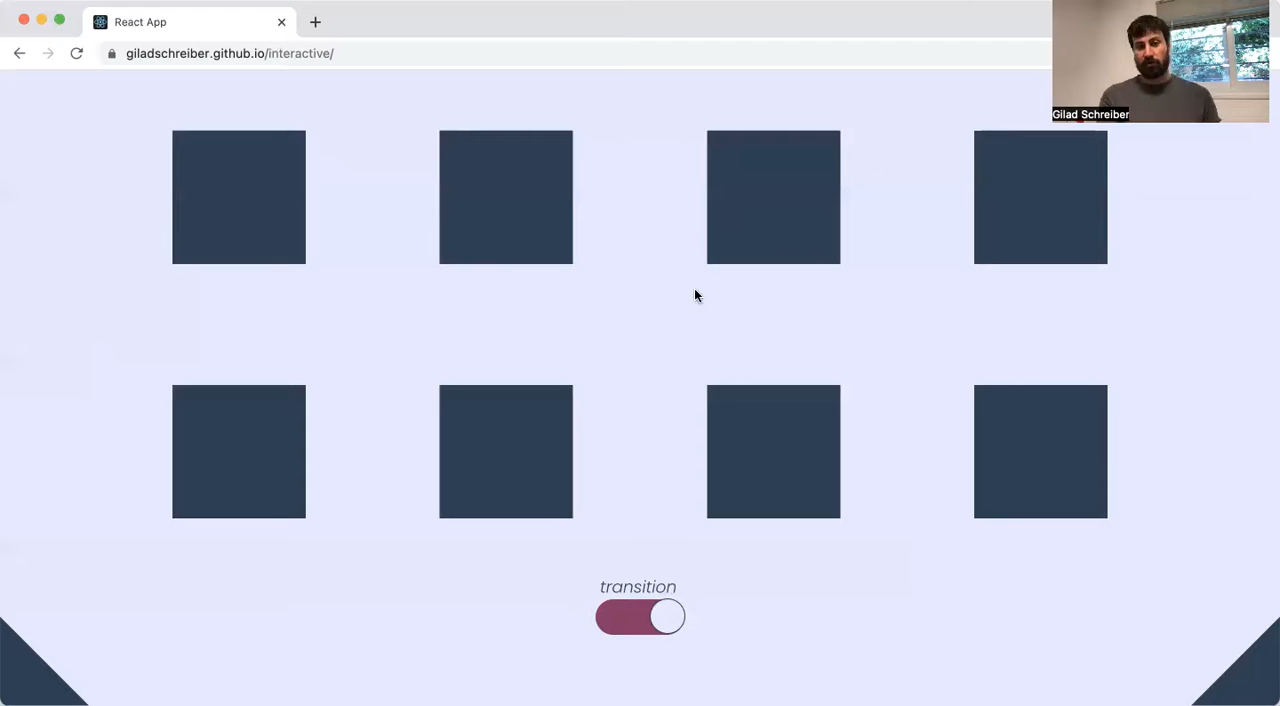 React App
giladschreiber.github.io/interactive/
Gilad Schreiber
transition